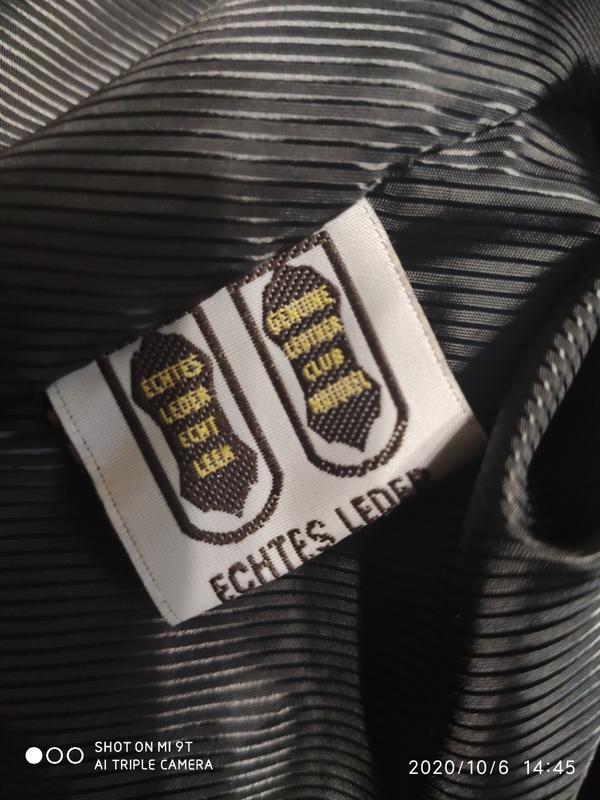 ECHTES
LEDER
ECHT
LEER
GENUINE
LEATHER
CLUB
ECHTES LEDER
SHOT ON MI 9T
AI TRIPLE CAMERA
2020/10/6 14:45